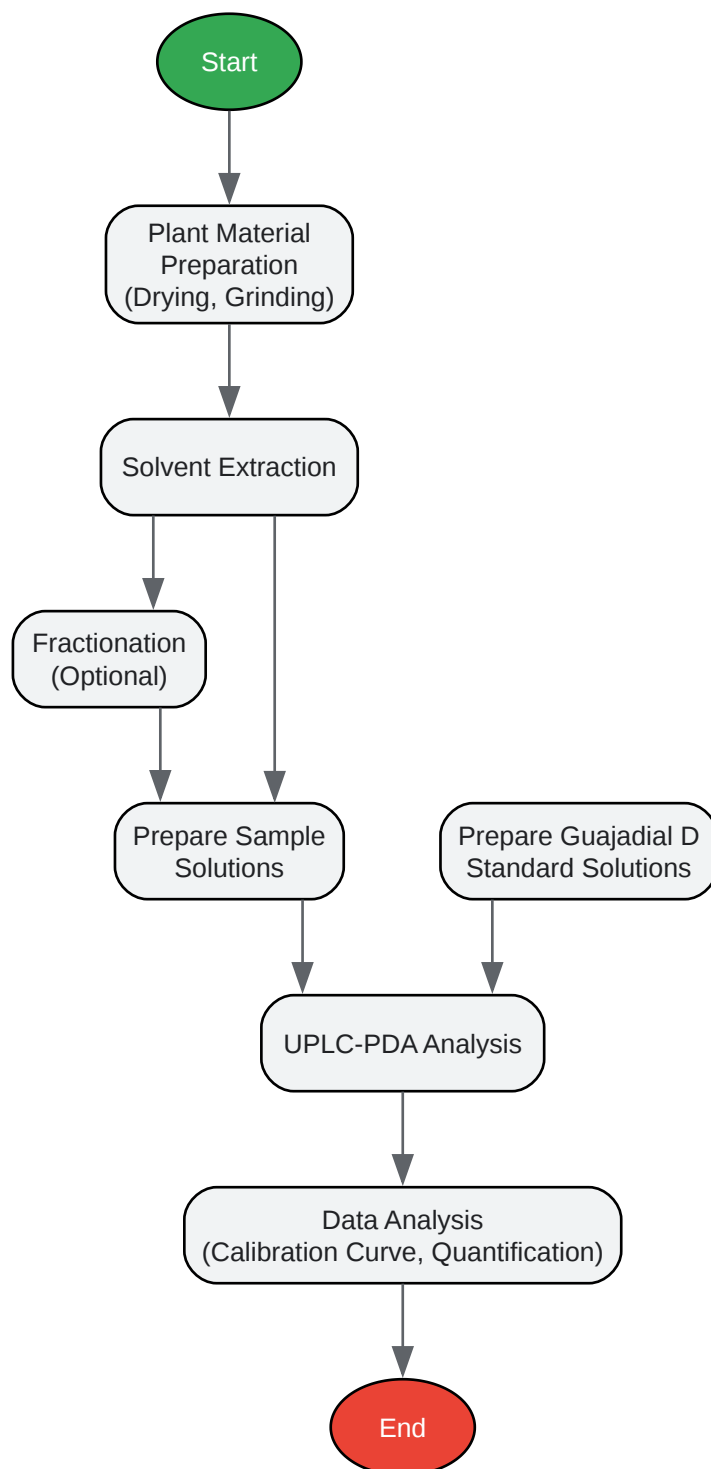 Start
Plant Material
Preparation
(Drying, Grinding)
Solvent Extraction
Fractionation
(Optional)
Prepare Sample
Solutions
Prepare Guajadial D
Standard Solutions
UPLC-PDA Analysis
Data Analysis
(Calibration Curve, Quantification)
End